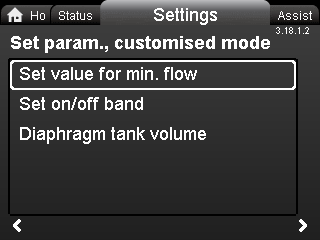 Ho Status Settings Assist
3.18.1.2
Set param., customised mode
Set value for min. flow
Set on/off band
Diaphragm tank volume